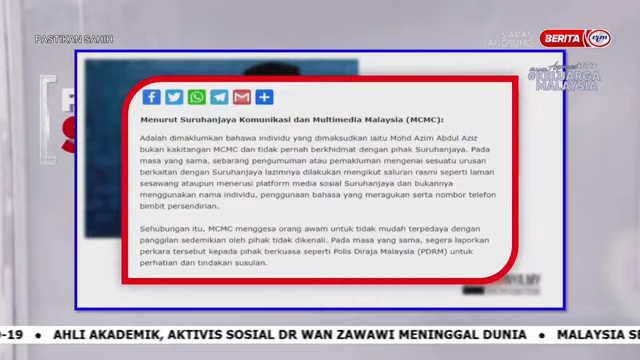 PASTIKAN SAHIH
SIARAN
LANGSUNG
BERITA rtm
#KELUARGA
MALAYSIA
Menurut Suruhanjaya Komunikasi dan Multimedia Malaysia (MCMC):
Adalah dimaklumkan bahawa individu yang dimaksudkan iaitu Mohd Azim Abdul Aziz
bukan kakitangan MCMC dan tidak pernah berkhidmat dengan pihak Suruhanjaya. Pada
masa yang sama, sebarang pengumuman atau pemakluman mengenai sesuatu urusan
berkaitan dengan Suruhanjaya lazimnya dilakukan mengikut saluran rasmi seperti laman
sesawang ataupun menerusi platform media sosial Suruhanjaya dan bukannya
menggunakan nama individu, penggunaan bahasa yang meragukan serta nombor telefon
bimbit persendirian.
Sehubungan itu, MCMC menggesa orang awam untuk tidak mudah terpedaya dengan
panggilan sedemikian oleh pihak tidak dikenali. Pada masa yang sama, segera laporkan
perkara tersebut kepada pihak berkuasa seperti Polis Diraja Malaysia (PDRM) untuk
perhatian dan tindakan susulan.
D-19 ● AHLI AKADEMIK, AKTIVIS SOSIAL DR WAN ZAWAWI MENINGGAL DUNIA ● MALAYSIA SE